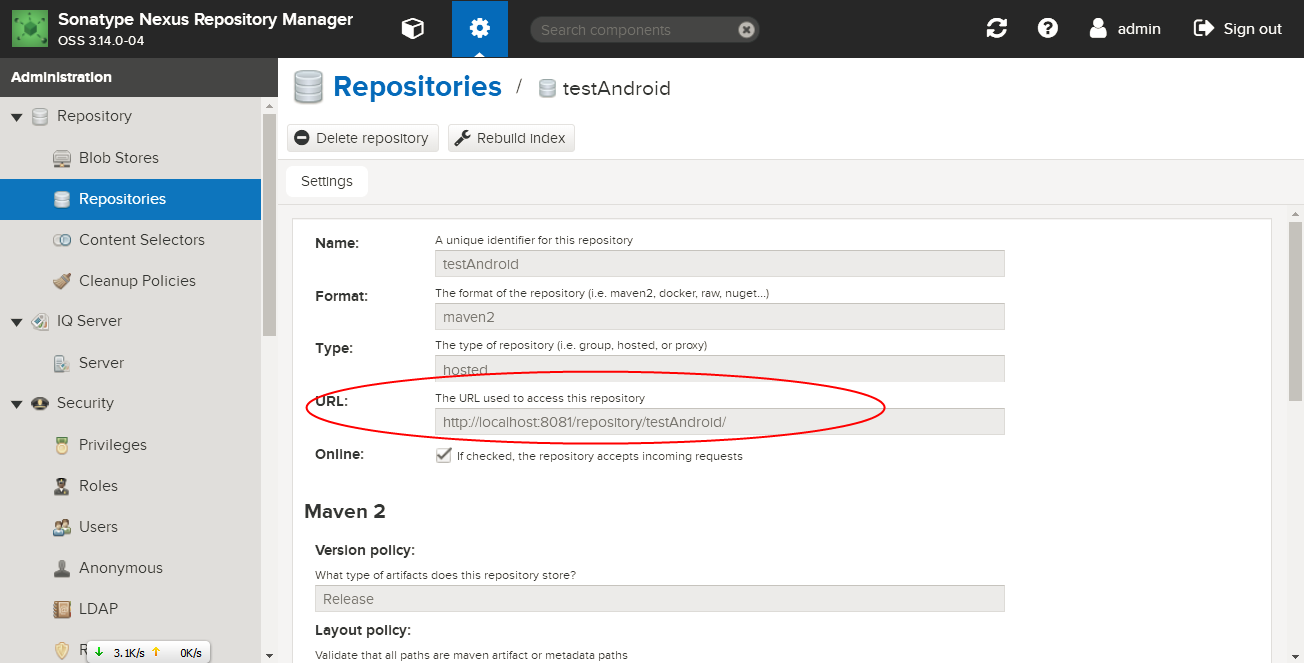 Sonatype Nexus Repository Manager
OSS 3.14.0-04
Search components
admin
Sign out
Administration
Repository
Blob Stores
Repositories
Content Selectors
Cleanup Policies
IQ Server
Server
Security
Privileges
Roles
Users
Anonymous
LDAP
R
3.1K/s 0K/s
Repositories / testAndroid
Delete repository
Rebuild index
Settings
Name:
A unique identifier for this repository
testAndroid
Format:
The format of the repository (i.e. maven2, docker, raw, nuget...)
maven2
Type:
The type of repository (i.e. group, hosted, or proxy)
hosted
URL:
The URL used to access this repository
http://localhost:8081/repository/testAndroid/
Online:
If checked, the repository accepts incoming requests
Maven 2
Version policy:
What type of artifacts does this repository store?
Release
Layout policy:
Validate that all paths are maven artifact or metadata paths